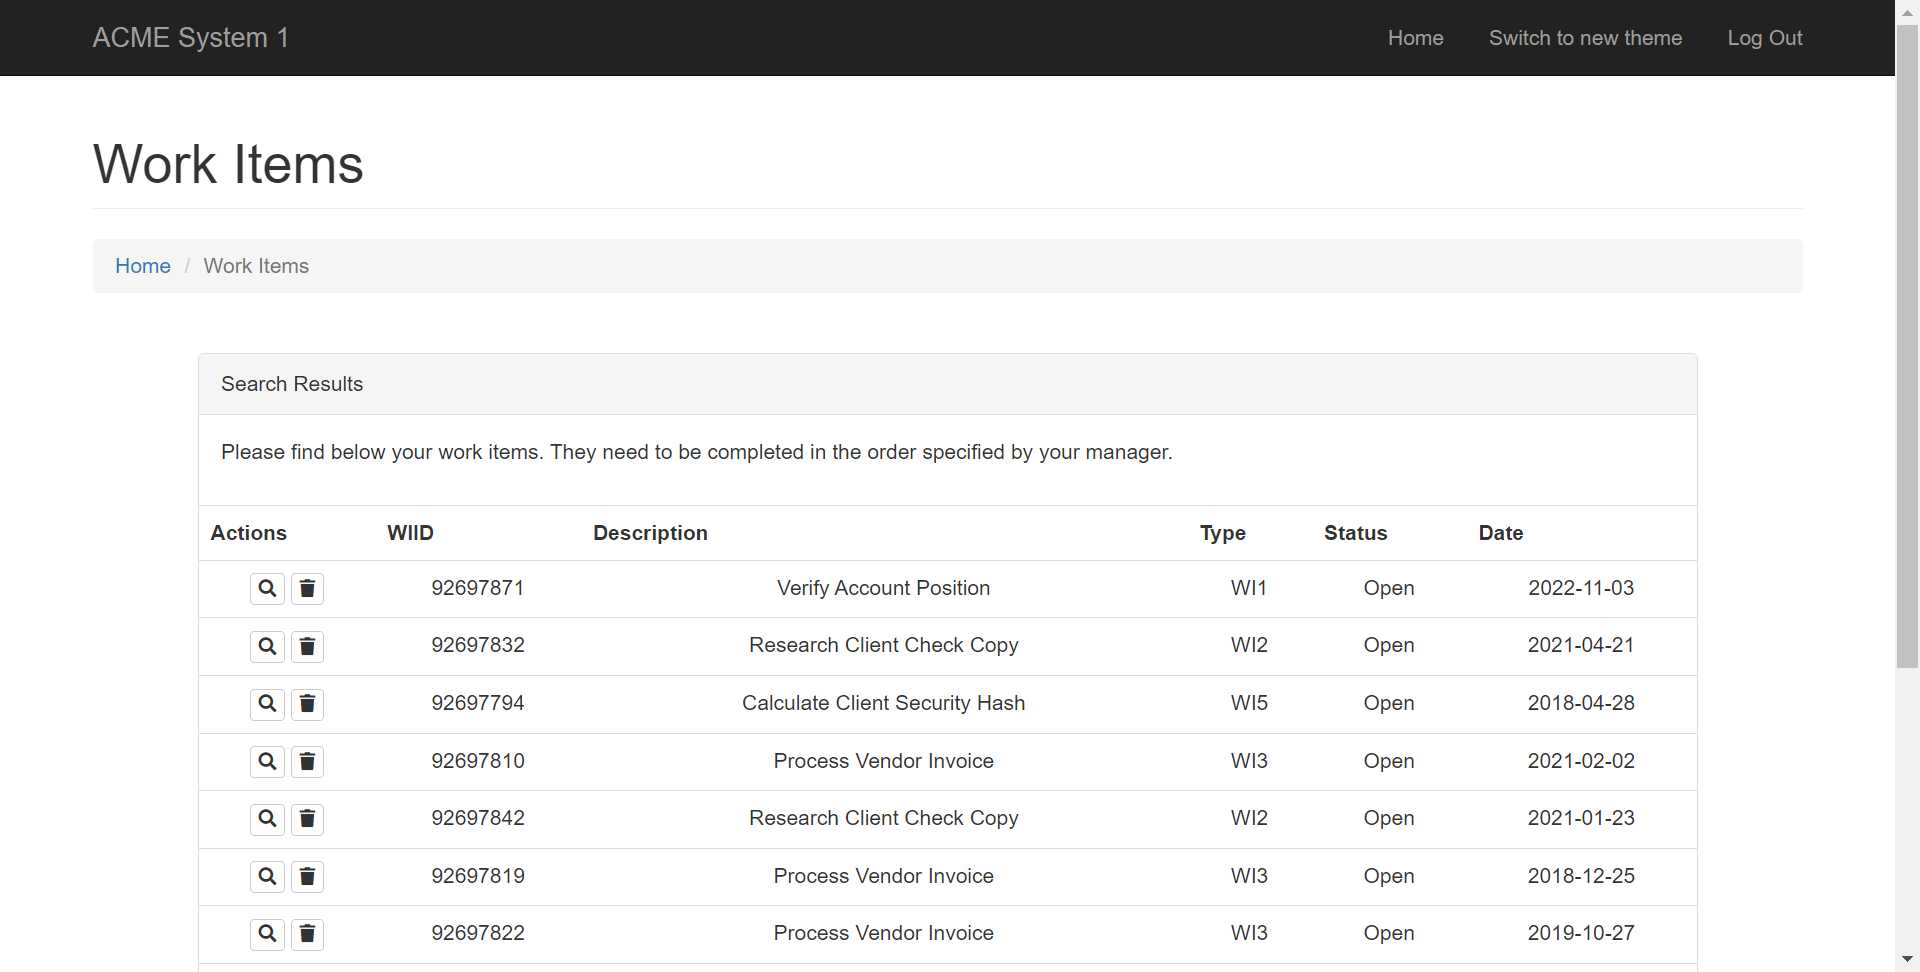 ACME System 1 Home Switch to new theme Log Out
Work Items
Home / Work Items
Search Results
Please find below your work items. They need to be completed in the order specified by your manager.
Actions WIID Description Type Status Date
92697871 Verify Account Position WI1 Open 2022-11-03
92697832 Research Client Check Copy WI2 Open 2021-04-21
92697794 Calculate Client Security Hash WI5 Open 2018-04-28
92697810 Process Vendor Invoice WI3 Open 2021-02-02
92697842 Research Client Check Copy WI2 Open 2021-01-23
92697819 Process Vendor Invoice WI3 Open 2018-12-25
92697822 Process Vendor Invoice WI3 Open 2019-10-27